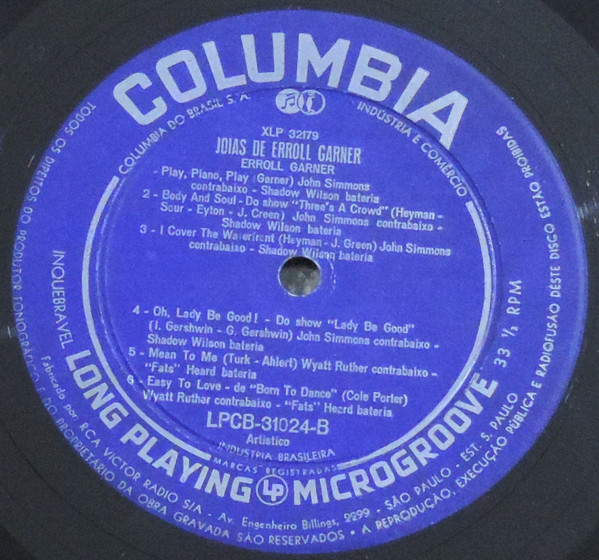 COLUMBIA
COLUMBIA DO BRASIL S. A.
INDÚSTRIA E COMÉRCIO
XLP 32179
JOIAS DE ERROLL GARNER
ERROLL GARNER
- Play, Piano, Play (Garner) John Simmons
contrabaixo - Shadow Wilson bateria
2 - Body And Soul - Do show "Three's A Crowd" (Heyman -
Sour - Eyton - J. Green) John Simmons contrabaixo -
Shadow Wilson bateria
3 - I Cover The Waterfront (Heyman - J. Green) John Simmons
contrabaixo - Shadow Wilson bateria
4 - Oh, Lady Be Good! - Do show "Lady Be Good"
(I. Gershwin - G. Gershwin) John Simmons contrabaixo -
Shadow Wilson bateria
5 - Mean To Me (Turk - Ahlert) Wyatt Ruther contrabaixo -
"Fats" Heard bateria
6 - Easy To Love - de "Born To Dance" (Cole Porter)
Wyatt Ruther contrabaixo - "Fats" Heard bateria
LPCB-31024-B
Artístico
INDÚSTRIA BRASILEIRA
MARCAS REGISTRADAS
INQUEBRAVEL
LONG PLAYING LP MICROGROOVE
33 ⅓ RPM
Fabricado por RCA VICTOR RADIO S/A - Av. Engenheiro Billings, 2299 - SÃO PAULO - EST. S. PAULO
TODOS OS DIREITOS DO PRODUTOR FONOGRÁFICO E DO PROPRIETÁRIO DA OBRA GRAVADA SÃO RESERVADOS • A REPRODUÇÃO, EXECUÇÃO PÚBLICA E RADIOFUSÃO DESTE DISCO ESTÃO PROIBIDAS